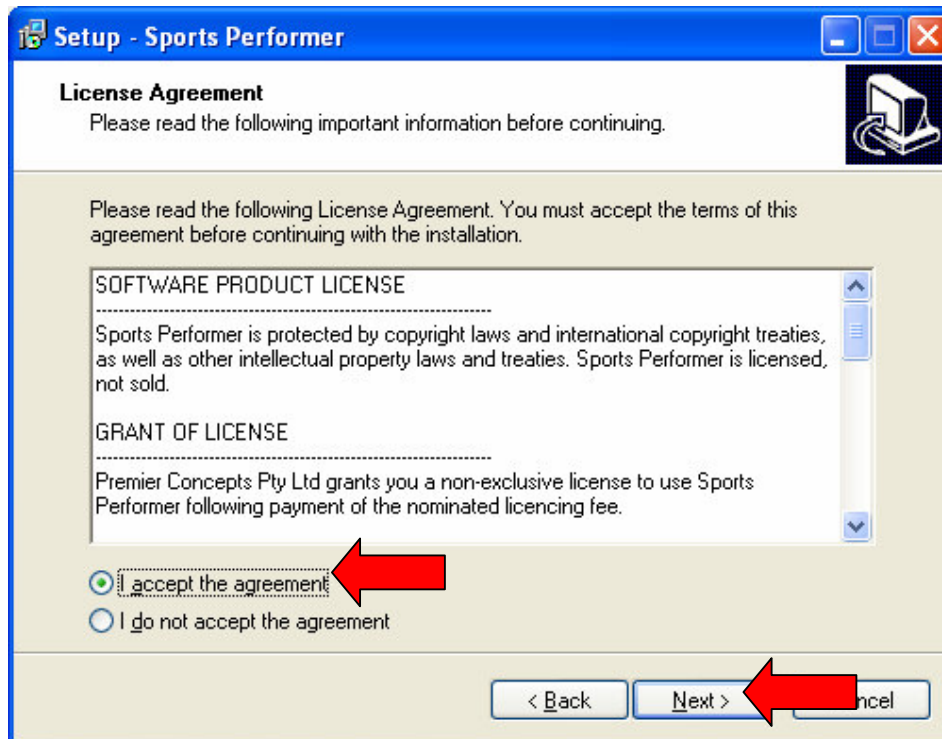 Setup - Sports Performer
License Agreement
Please read the following important information before continuing.
Please read the following License Agreement. You must accept the terms of this
agreement before continuing with the installation.
SOFTWARE PRODUCT LICENSE
------------------------------------------------------------------------
Sports Performer is protected by copyright laws and international copyright treaties,
as well as other intellectual property laws and treaties. Sports Performer is licensed,
not sold.
GRANT OF LICENSE
------------------------------------------------------------------------
Premier Concepts Pty Ltd grants you a non-exclusive license to use Sports
Performer following payment of the nominated licencing fee.
I accept the agreement
I do not accept the agreement
< Back Next > ncel